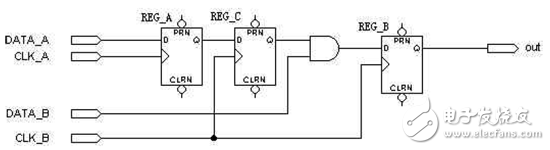 REG_A REG_C REG_B
DATA_A
CLK_A
PRN PRN PRN
D Q D Q D Q
CLRN CLRN CLRN
out
DATA_B
CLK_B
电子发烧友
www.elecfans.com